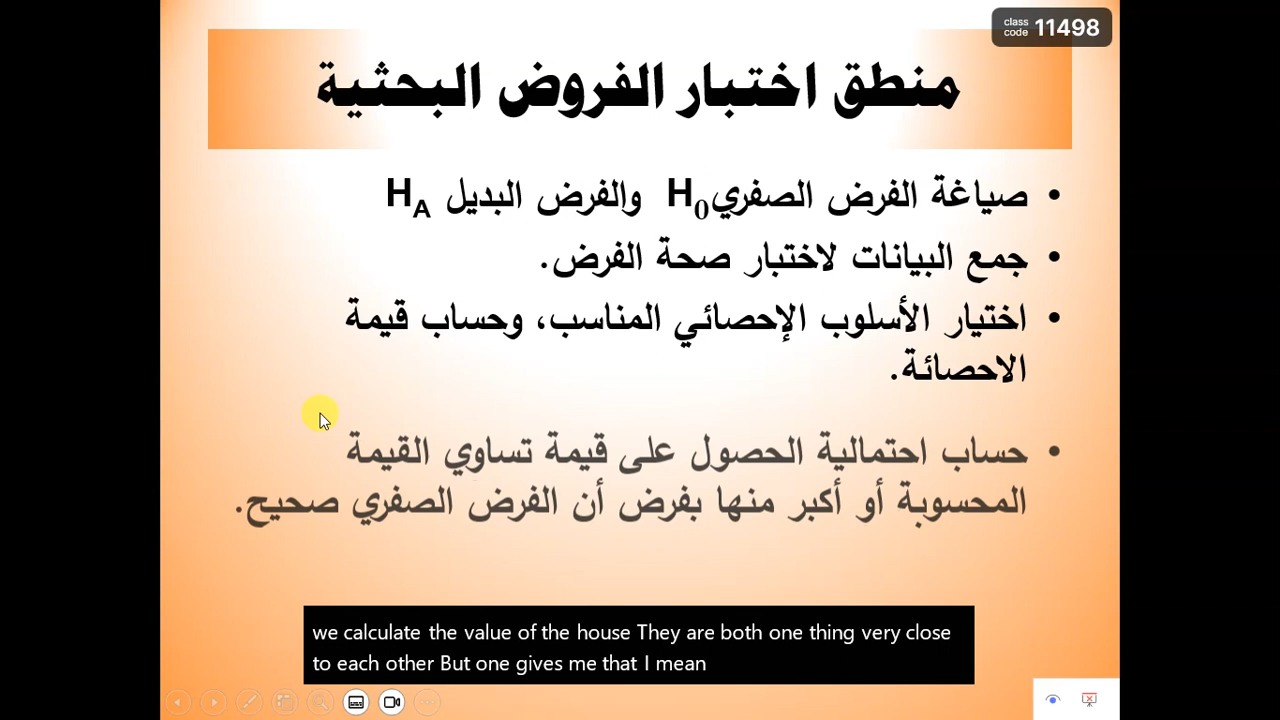 class code 11498
منطق اختبار الفروض البحثية
• صياغة الفرض الصفري H₀ والفرض البديل H_A
• جمع البيانات لاختبار صحة الفرض.
• اختيار الأسلوب الإحصائي المناسب، وحساب قيمة
الاحصائة.
• حساب احتمالية الحصول على قيمة تساوي القيمة
المحسوبة أو أكبر منها بفرض أن الفرض الصفري صحيح.
we calculate the value of the house They are both one thing very close
to each other But one gives me that I mean